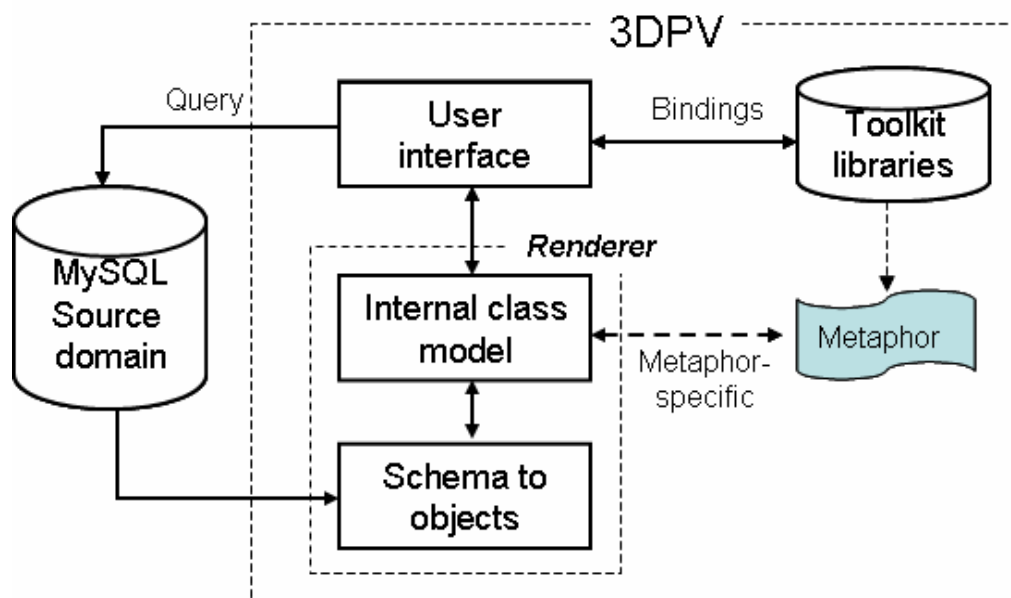 3DPV
Query
User
interface
Bindings
Toolkit
libraries
Renderer
MySQL
Source
domain
Internal class
model
Metaphor
Metaphor-
specific
Schema to
objects